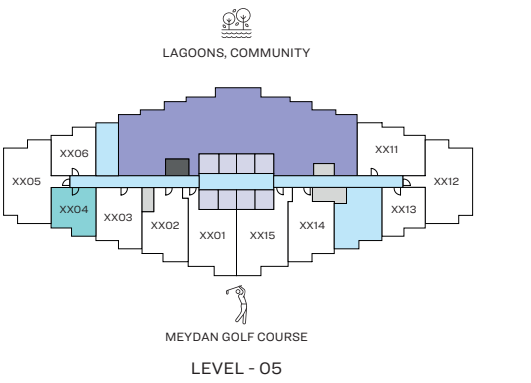 LAGOONS, COMMUNITY
XX06
XX11
XX05
XX12
XX04
XX03
XX02
XX01
XX15
XX14
XX13
MEYDAN GOLF COURSE
LEVEL - 05